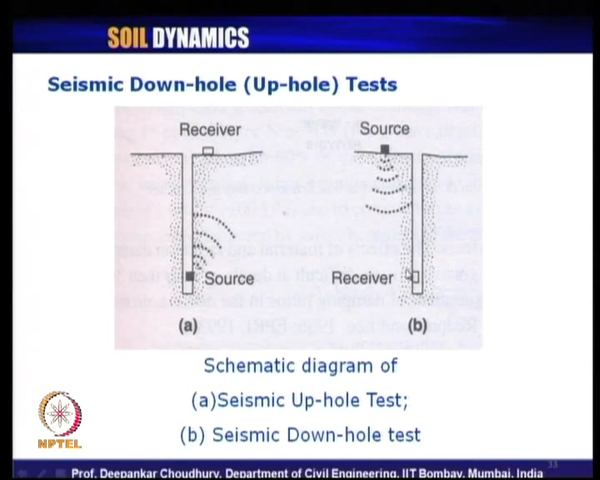 SOIL DYNAMICS
Seismic Down-hole (Up-hole) Tests
Receiver
Source
Source
Receiver
(a)
(b)
Schematic diagram of
(a)Seismic Up-hole Test;
(b) Seismic Down-hole test
NPTEL
33
Prof. Deepankar Choudhury, Department of Civil Engineering, IIT Bombay, Mumbai, India